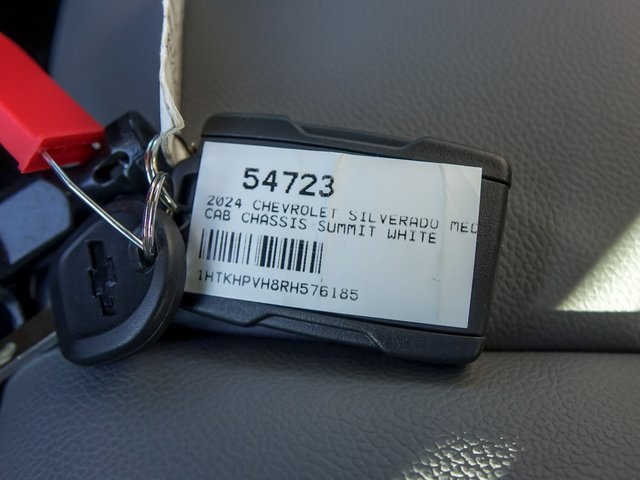 54723
2024 CHEVROLET SILVERADO MED
CAB CHASSIS SUMMIT WHITE
1HTKHPVH8RH576185